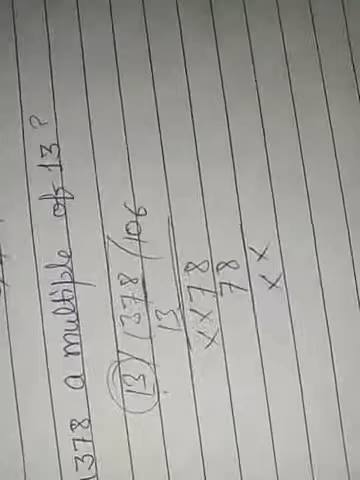 1378 a multiple of 13?
13)1378/106
13
xx78
78
xx